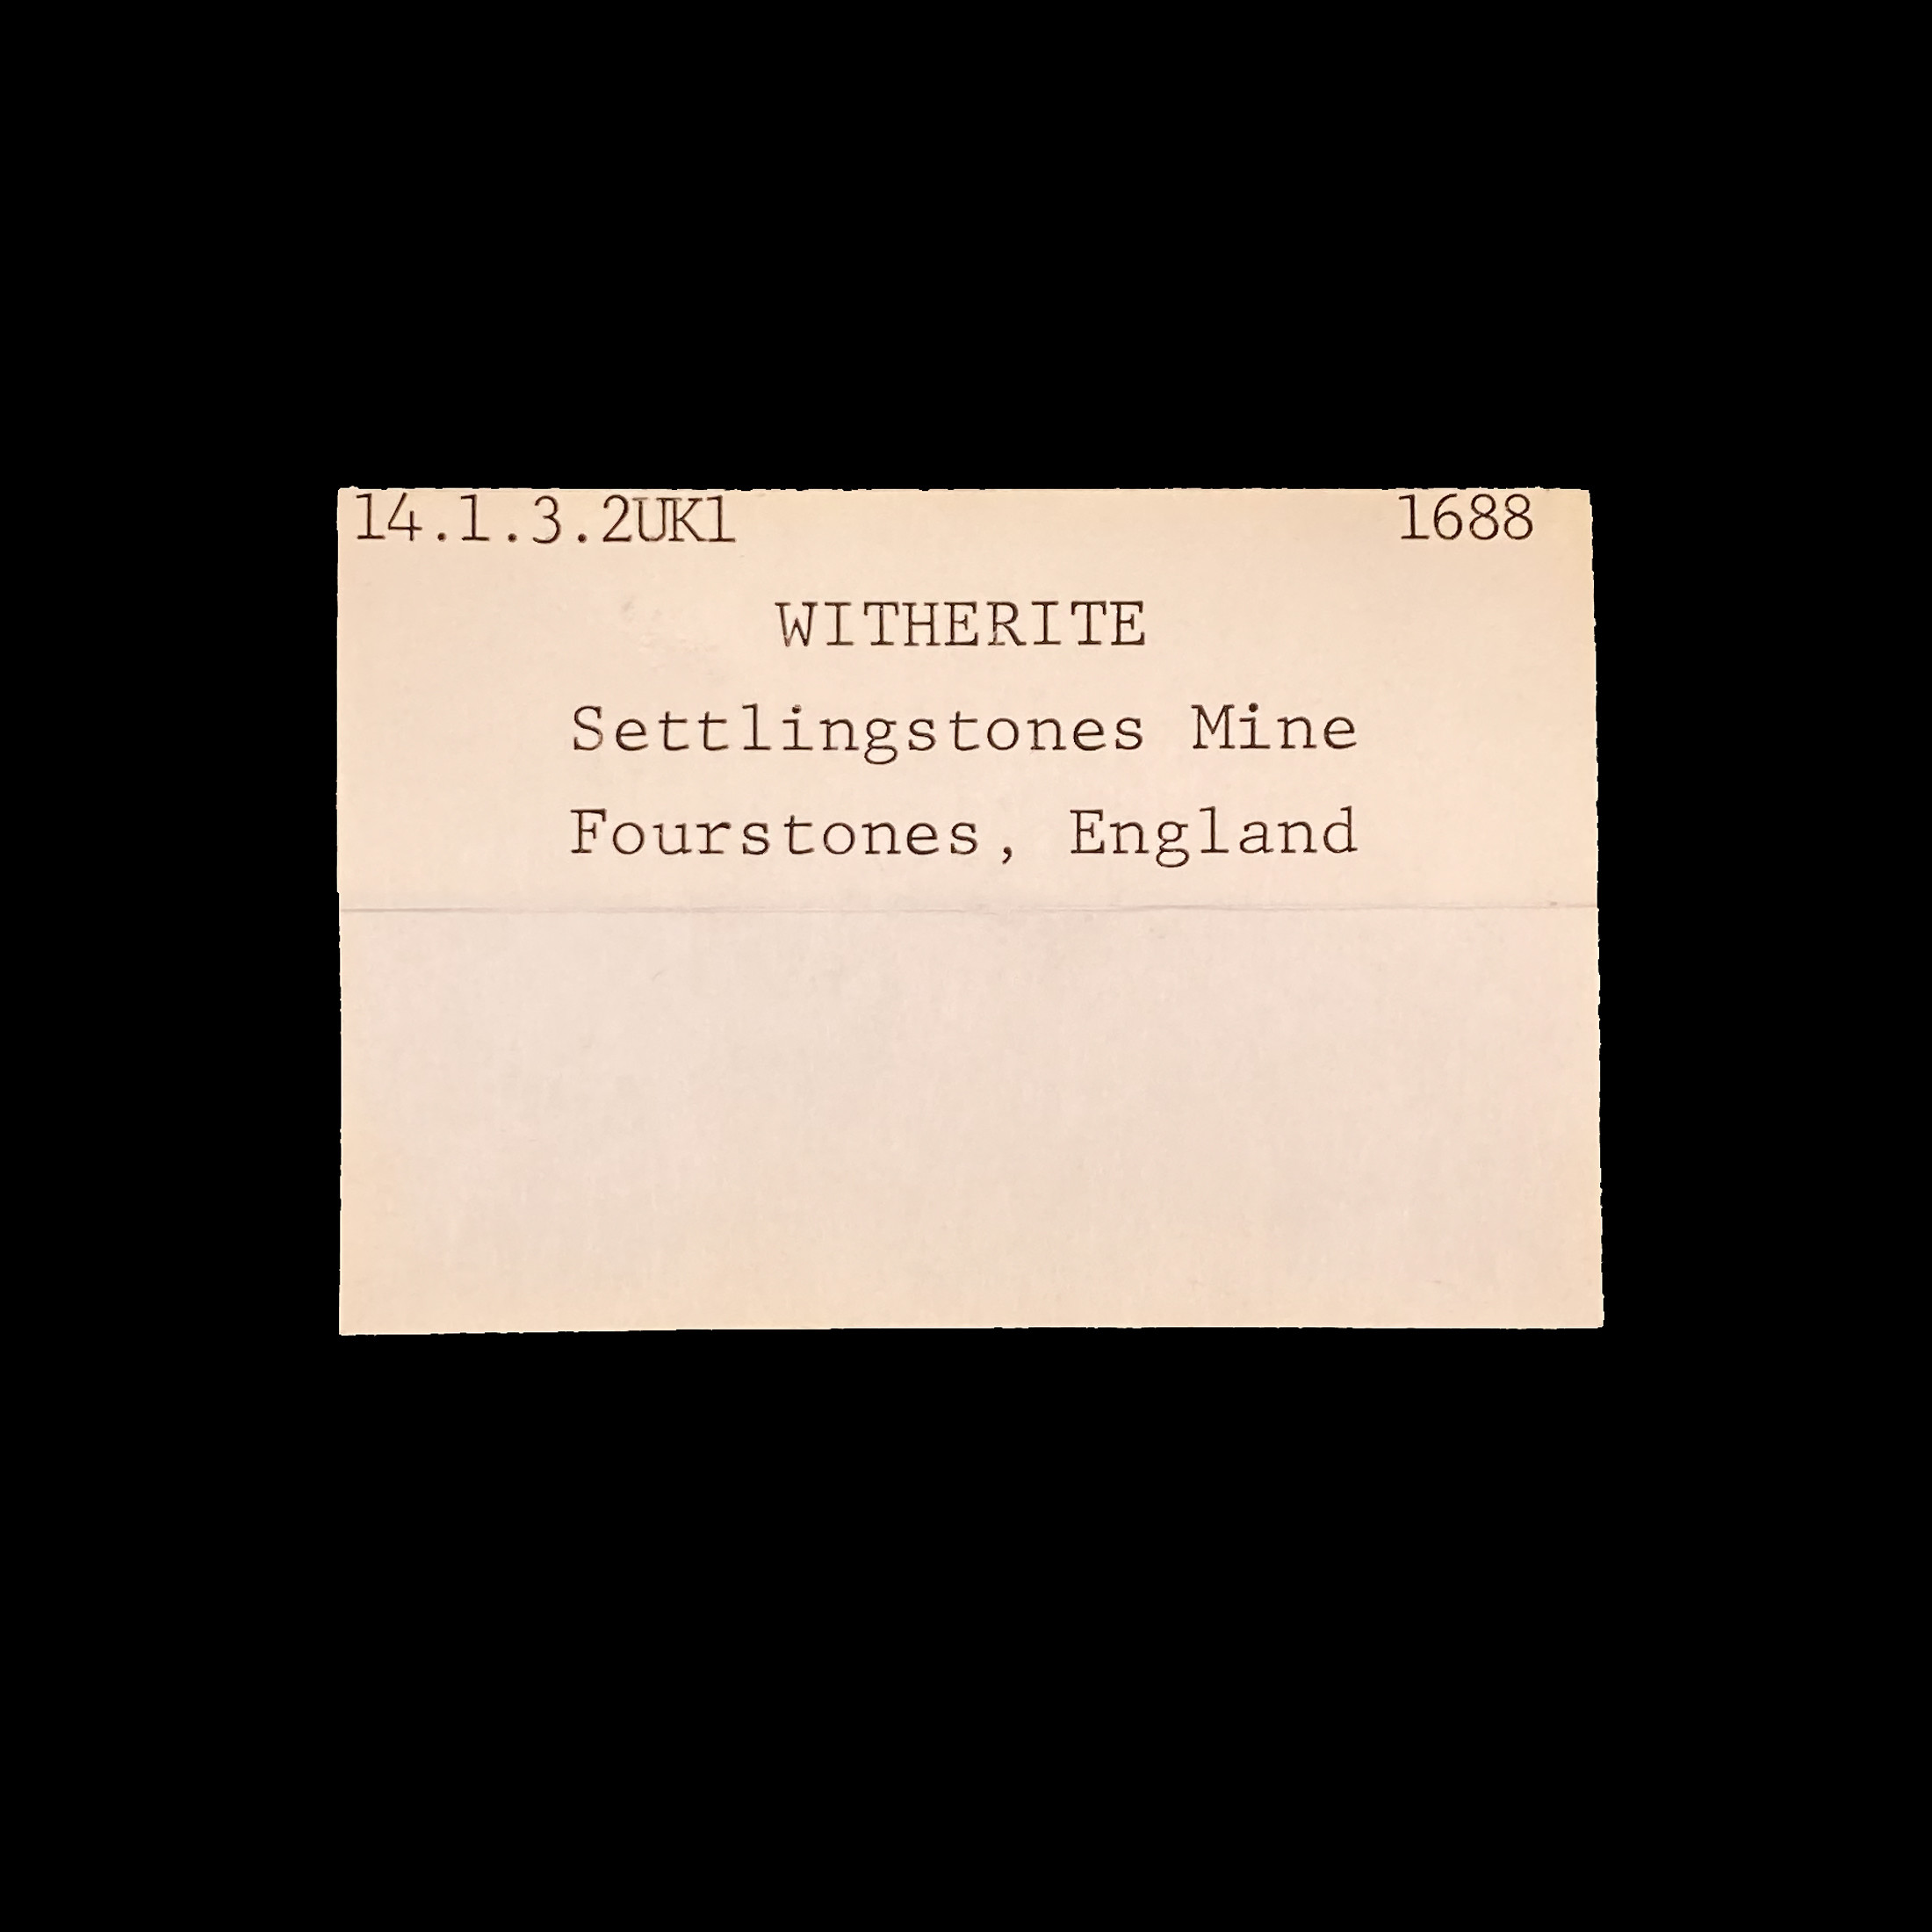 14.1.3.2UK1 1688
WITHERITE
Settlingstones Mine
Fourstones, England